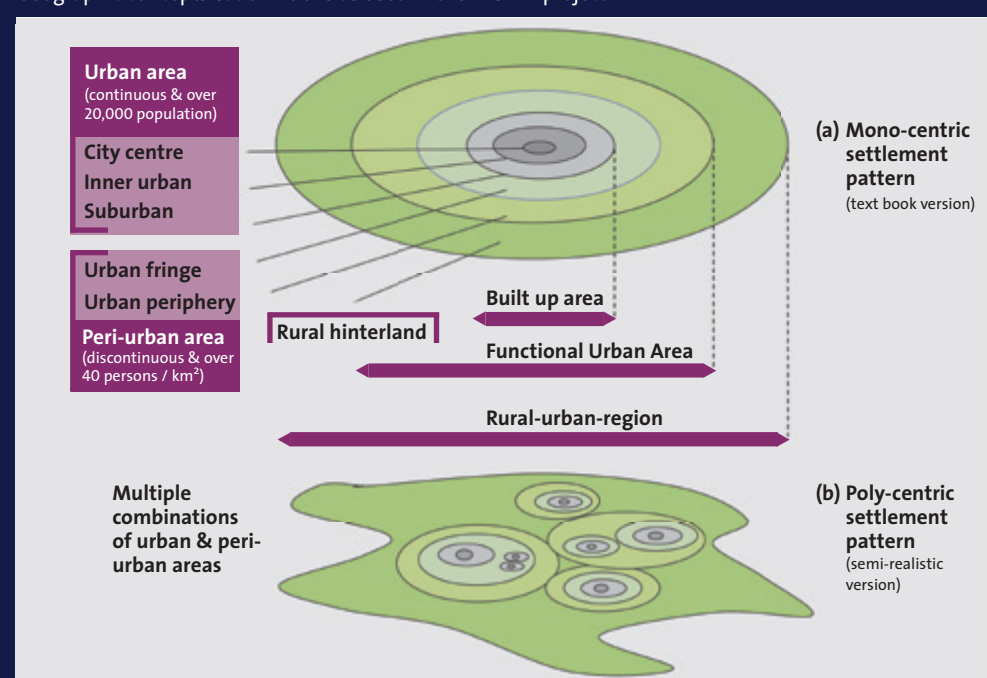 Urban area
(continuous & over
20,000 population)
City centre
Inner urban
Suburban
Urban fringe
Urban periphery
Peri-urban area
(discontinuous & over
40 persons / km²)
Rural hinterland
Built up area
Functional Urban Area
Rural-urban-region
(a) Mono-centric
settlement
pattern
(text book version)
Multiple
combinations
of urban & peri-
urban areas
(b) Poly-centric
settlement
pattern
(semi-realistic
version)